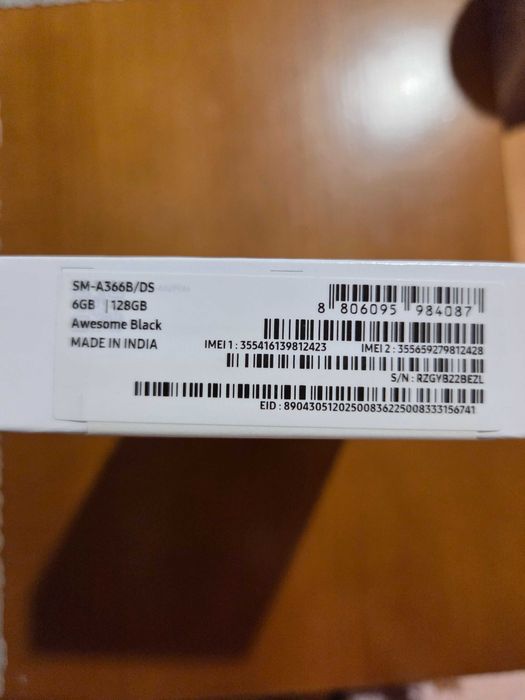 SM-A366B/DS
6GB | 128GB
Awesome Black
MADE IN INDIA
8 806095 984087
IMEI 1 : 355416139812423
IMEI 2 : 355659279812428
S/N : RZGYB22BEZL
EID : 89043051202500836225008333156741